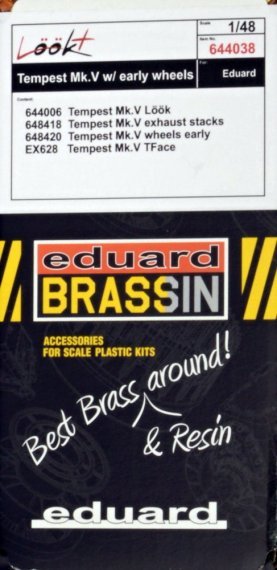 Löök+
Scale
1/48
Item No.
644038
Tempest Mk.V w/ early wheels
For:
Eduard
Content:
644006 Tempest Mk.V Löök
648418 Tempest Mk.V exhaust stacks
648420 Tempest Mk.V wheels early
EX628 Tempest Mk.V TFace
eduard
BRASSIN
ACCESSORIES
FOR SCALE PLASTIC KITS
Best Brass around!
& Resin
eduard